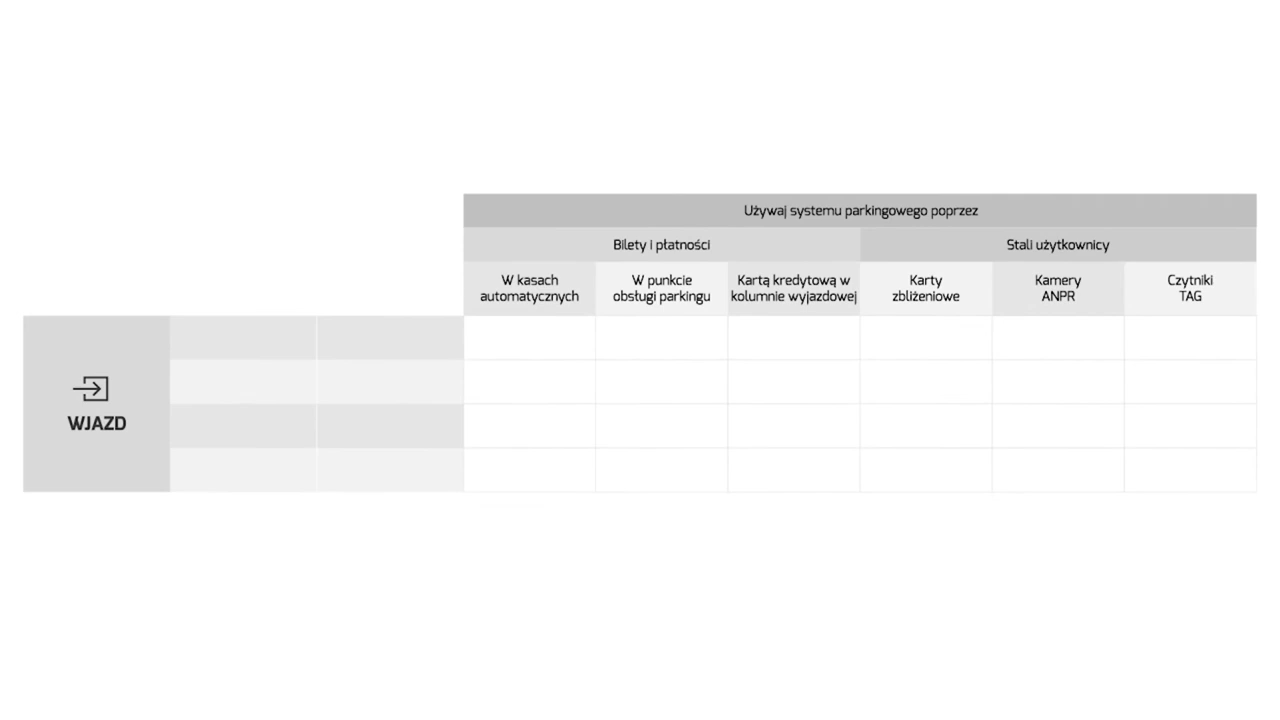 Używaj systemu parkingowego poprzez
Bilety i płatności
Stali użytkownicy
W kasach
automatycznych
W punkcie
obsługi parkingu
Kartą kredytową w
kolumnie wyjazdowej
Karty
zbliżeniowe
Kamery
ANPR
Czytniki
TAG
WJAZD